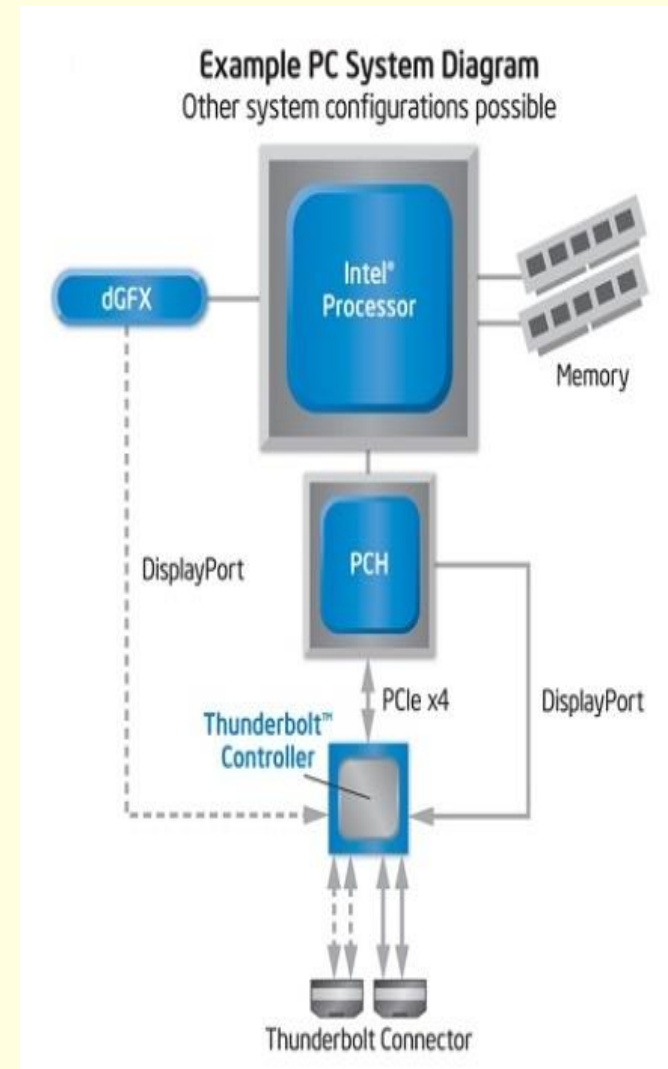 Example PC System Diagram
Other system configurations possible
Intel®
Processor
dGFX
Memory
DisplayPort
PCH
PCIe x4
DisplayPort
Thunderbolt™
Controller
Thunderbolt Connector